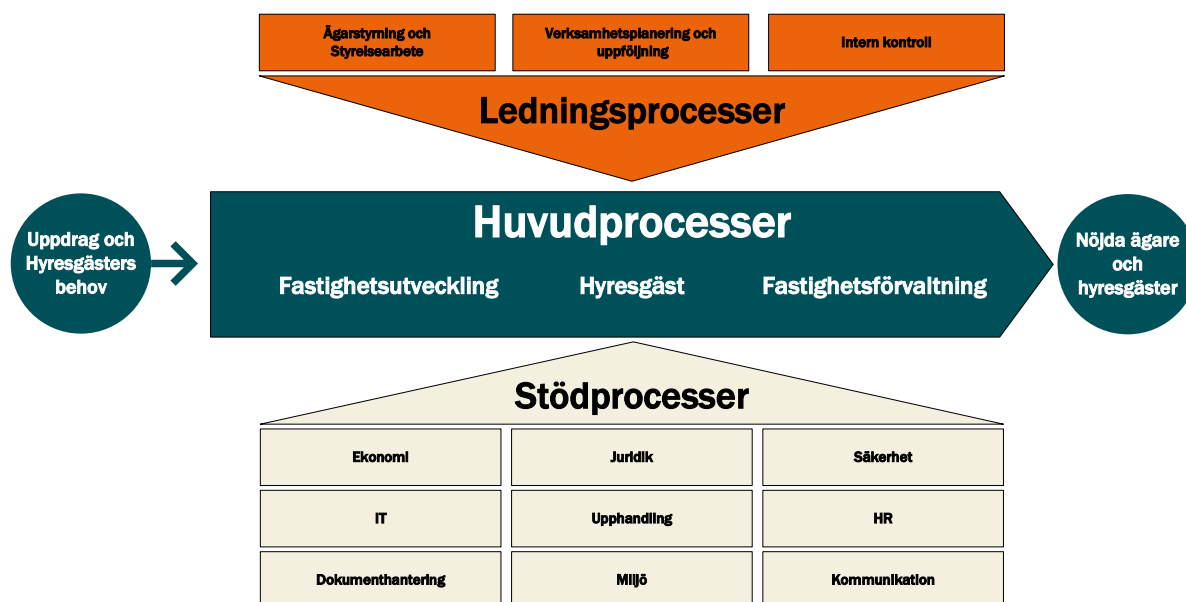 Ägarstyrning och
Styrelsearbete
Verksamhetsplanering och
uppföljning
Intern kontroll
Ledningsprocesser
Uppdrag och
Hyresgästers
behov
Huvudprocesser
Fastighetsutveckling
Hyresgäst
Fastighetsförvaltning
Nöjda ägare
och
hyresgäster
Stödprocesser
Ekonomi
Juridik
Säkerhet
IT
Upphandling
HR
Dokumenthantering
Miljö
Kommunikation